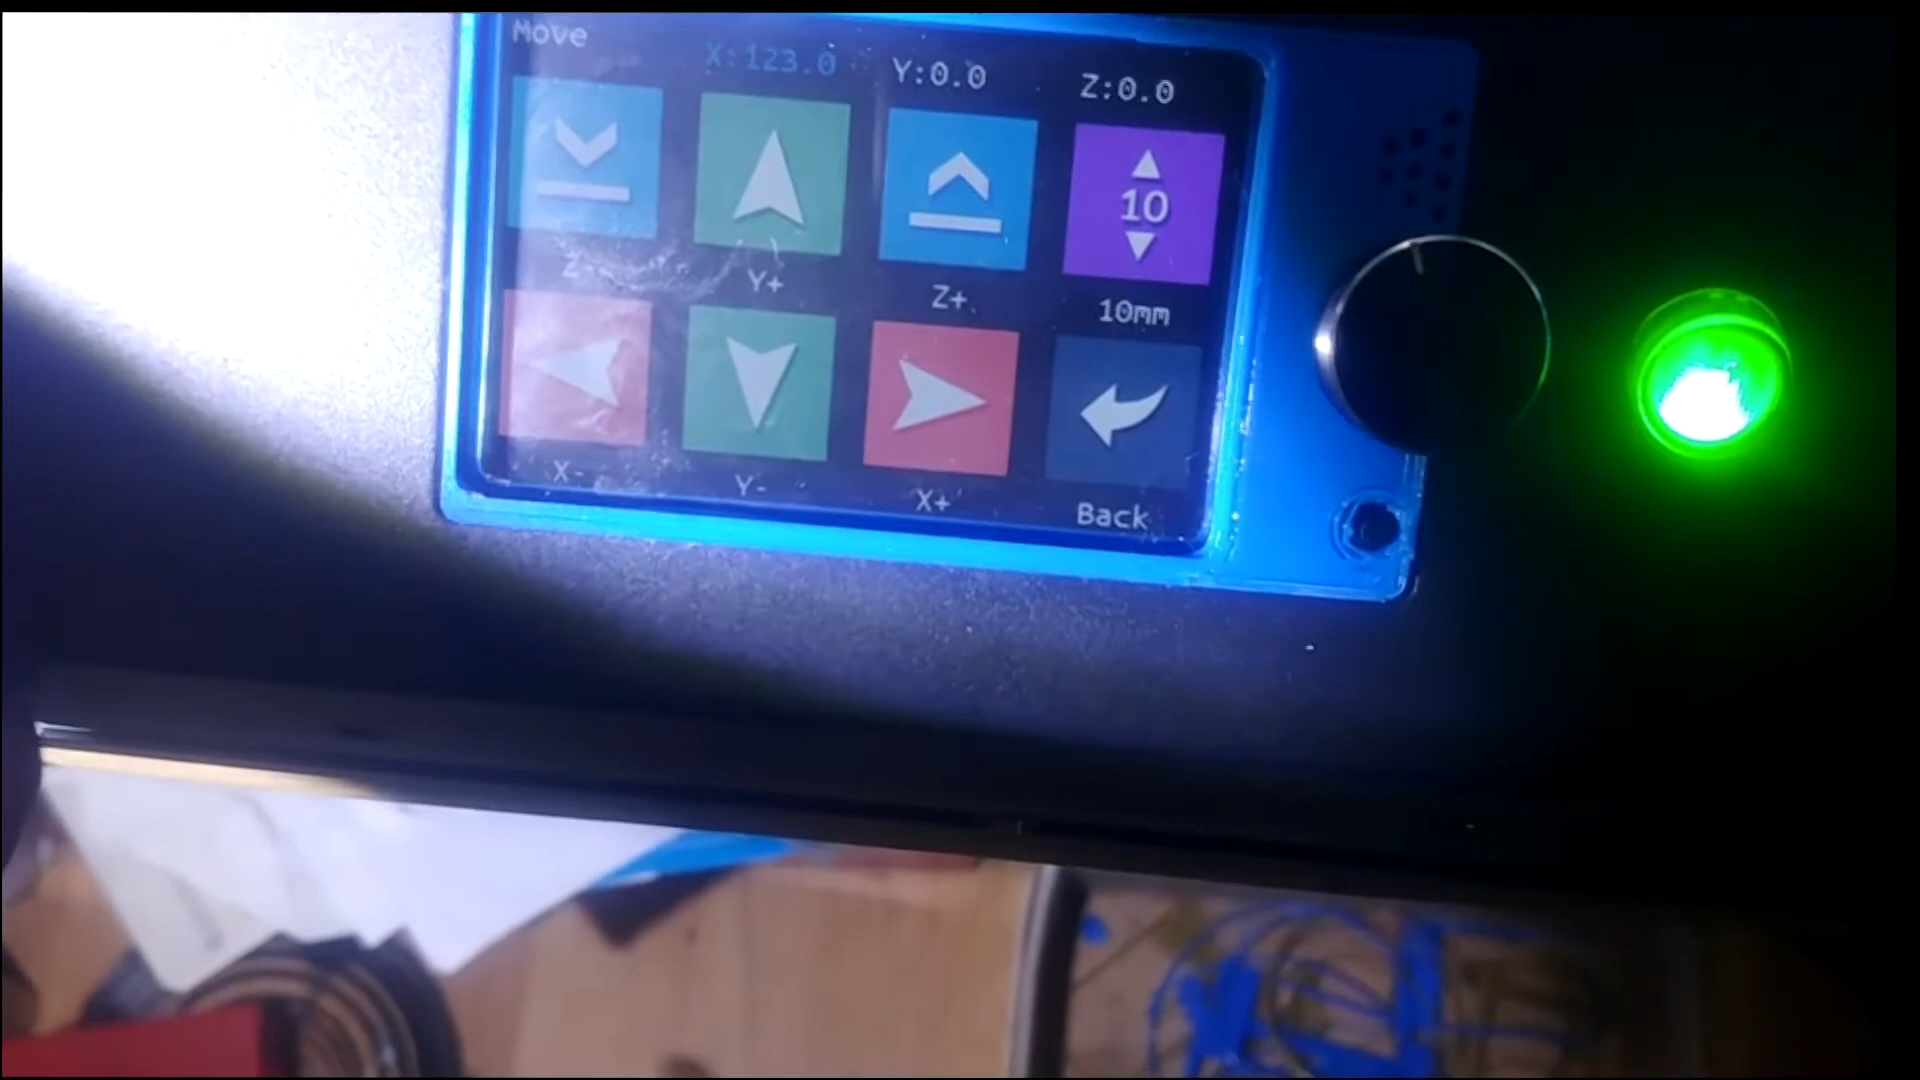 Move
X:123.0 Y:0.0 Z:0.0
10
Z- Y+ Z+ 10mm
X- Y- X+ Back